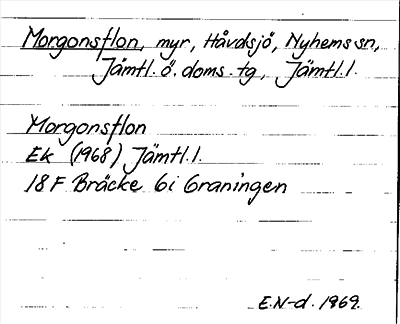 Morgonsflon, myr, Håvdsjö, Nyhems sn,
Jämtl. ö. doms. tg, Jämtl. l.
Morgonsflon
Ek (1968) Jämtl. l.
18 F Bräcke 6i Graningen
E.N-d. 1969.